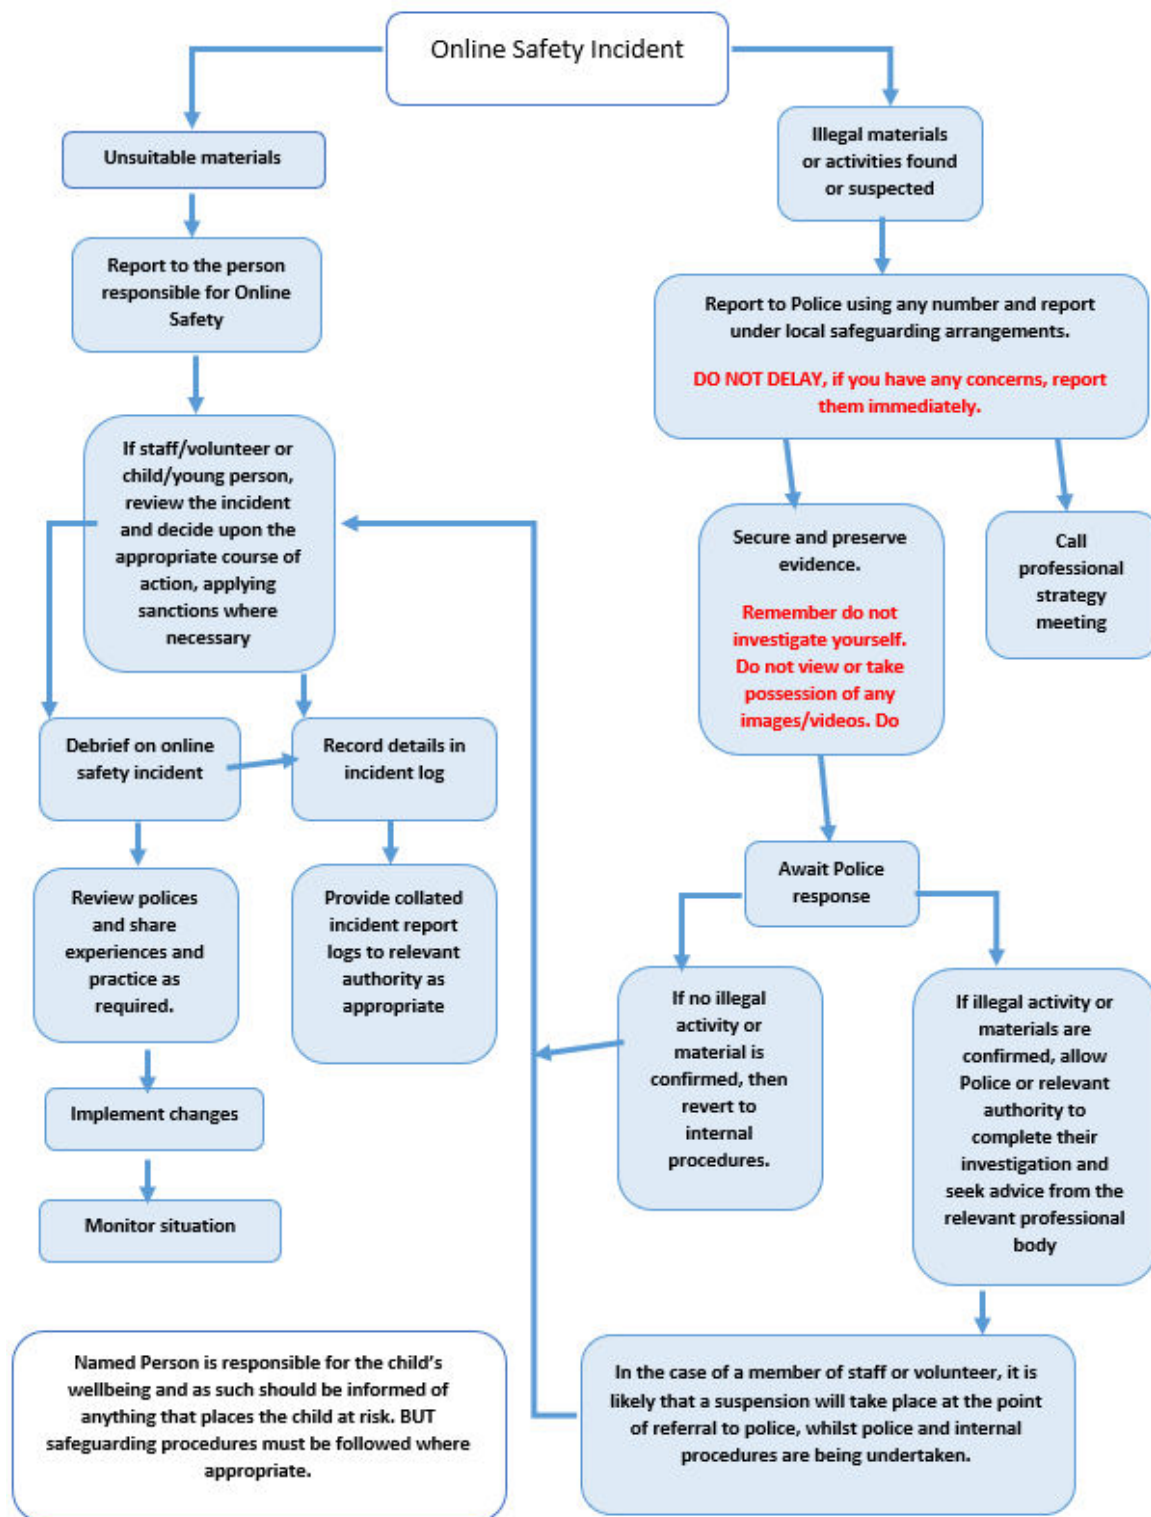 Online Safety Incident
Unsuitable materials
Report to the person
responsible for Online
Safety
If staff/volunteer or
child/young person,
review the incident
and decide upon the
appropriate course of
action, applying
sanctions where
necessary
Debrief on online
safety incident
Record details in
incident log
Review polices
and share
experiences and
practice as
required.
Provide collated
incident report
logs to relevant
authority as
appropriate
Implement changes
Monitor situation
Illegal materials
or activities found
or suspected
Report to Police using any number and report
under local safeguarding arrangements.
DO NOT DELAY, if you have any concerns, report
them immediately.
Secure and preserve
evidence.
Remember do not
investigate yourself.
Do not view or take
possession of any
images/videos. Do
Call
professional
strategy
meeting
Await Police
response
If no illegal
activity or
material is
confirmed, then
revert to
internal
procedures.
If illegal activity or
materials are
confirmed, allow
Police or relevant
authority to
complete their
investigation and
seek advice from the
relevant professional
body
In the case of a member of staff or volunteer, it is
likely that a suspension will take place at the point
of referral to police, whilst police and internal
procedures are being undertaken.
Named Person is responsible for the child’s
wellbeing and as such should be informed of
anything that places the child at risk. BUT
safeguarding procedures must be followed where
appropriate.